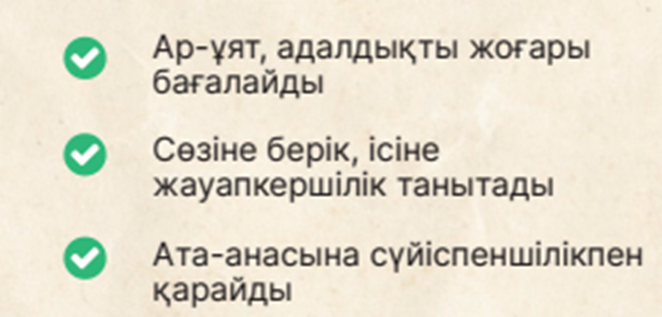 Ар-ұят, адалдықты жоғары
бағалайды
Сөзіне берік, ісіне
жауапкершілік танытады
Ата-анасына сүйіспеншілікпен
қарайды